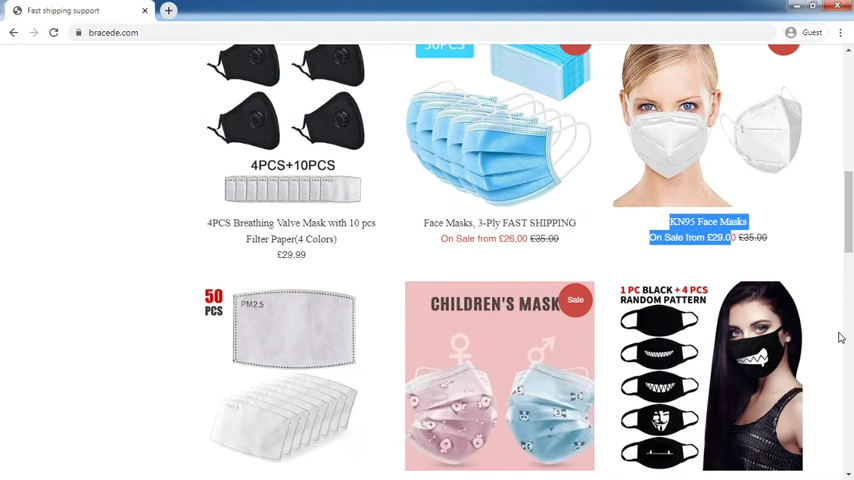 Fast shipping support
bracede.com
Guest
50PCS
4PCS+10PCS
4PCS Breathing Valve Mask with 10 pcs
Filter Paper(4 Colors)
£29.99
Face Masks, 3-Ply FAST SHIPPING
On Sale from £26.00 £35.00
KN95 Face Masks
On Sale from £29.00 £35.00
50
PCS
PM2.5
CHILDREN'S MASK
Sale
1 PC BLACK + 4 PCS
RANDOM PATTERN